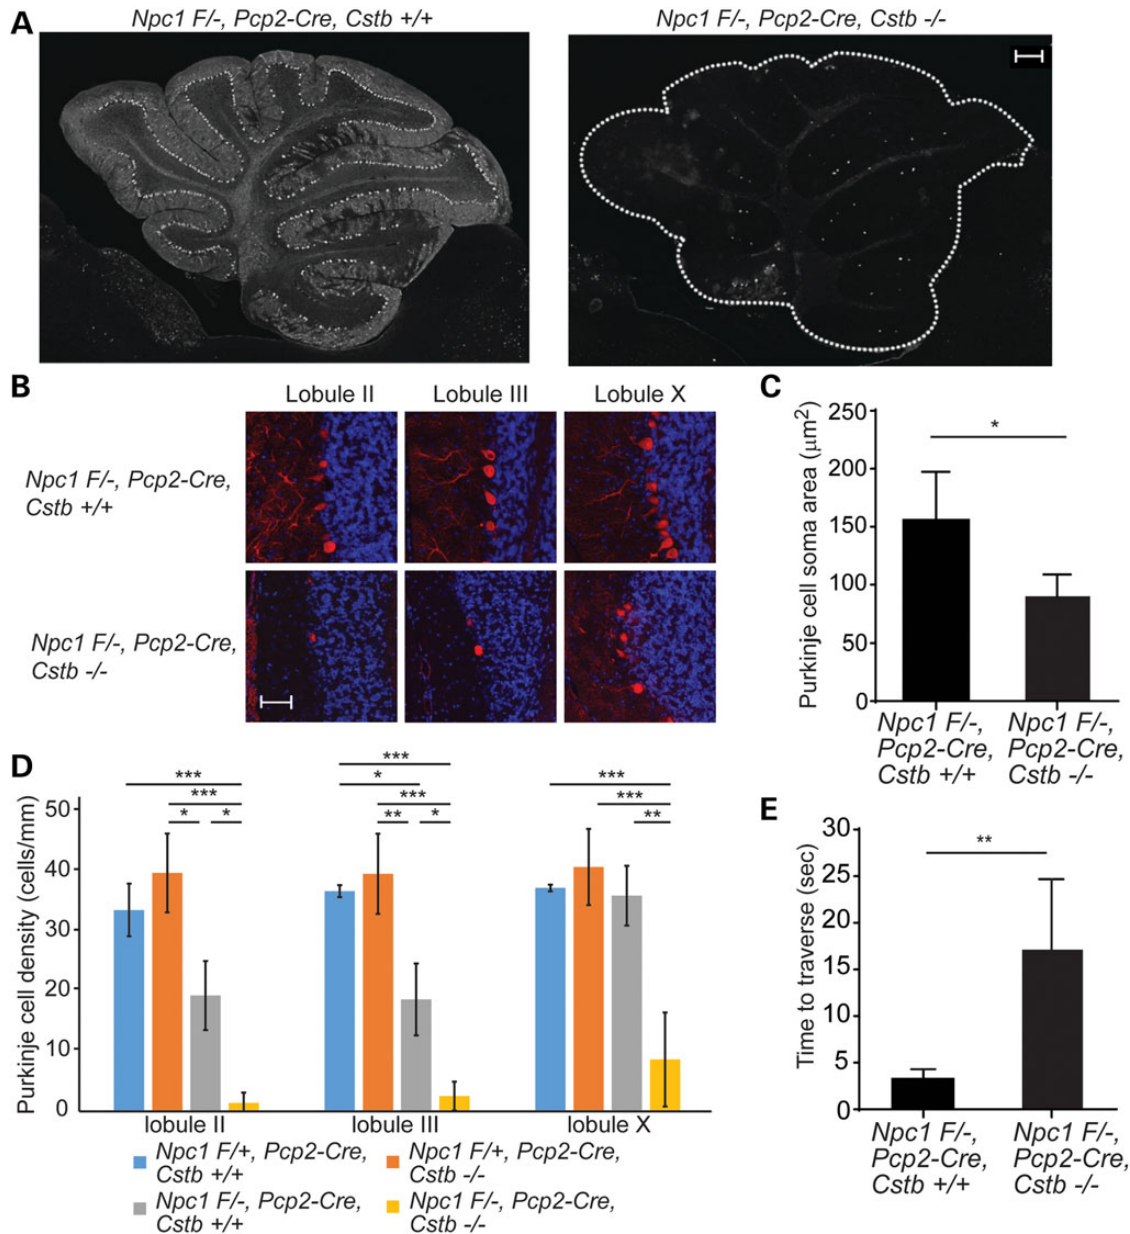 A
Npc1 F/-, Pcp2-Cre, Cstb +/+
Npc1 F/-, Pcp2-Cre, Cstb -/-
B
Lobule II
Lobule III
Lobule X
Npc1 F/-, Pcp2-Cre,
Cstb +/+
Npc1 F/-, Pcp2-Cre,
Cstb -/-
C
Purkinje cell soma area (μm²)
250
200
150
100
50
0
*
Npc1 F/-,
Pcp2-Cre,
Cstb +/+
Npc1 F/-,
Pcp2-Cre,
Cstb -/-
D
Purkinje cell density (cells/mm)
50
40
30
20
10
0
***
***
* *
***
*
***
** *
***
***
**
lobule II
lobule III
lobule X
Npc1 F/+, Pcp2-Cre,
Cstb +/+
Npc1 F/+, Pcp2-Cre,
Cstb -/-
Npc1 F/-, Pcp2-Cre,
Cstb +/+
Npc1 F/-, Pcp2-Cre,
Cstb -/-
E
Time to traverse (sec)
30
25
20
15
10
5
0
**
Npc1 F/-,
Pcp2-Cre,
Cstb +/+
Npc1 F/-,
Pcp2-Cre,
Cstb -/-